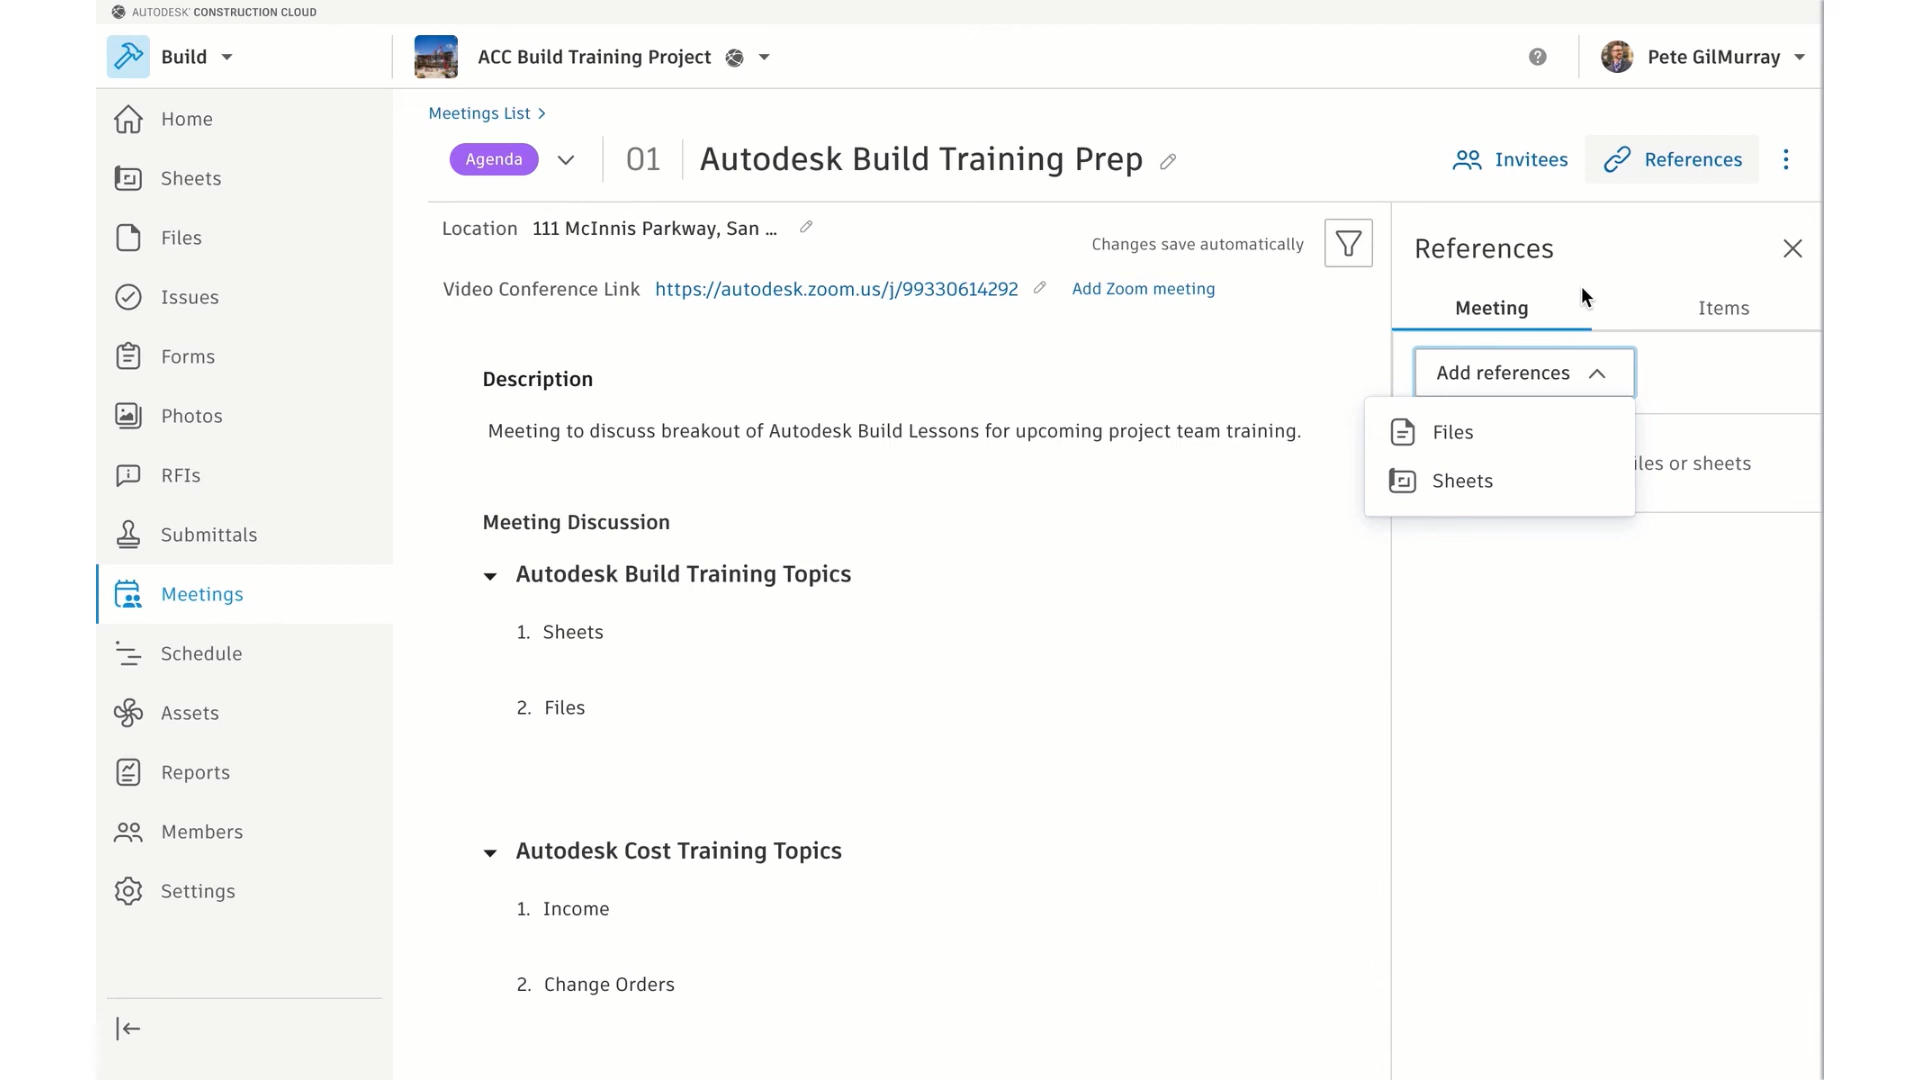 AUTODESK CONSTRUCTION CLOUD
Build
ACC Build Training Project
Pete GilMurray
Home
Sheets
Files
Issues
Forms
Photos
RFIs
Submittals
Meetings
Schedule
Assets
Reports
Members
Settings
Meetings List
Agenda
01
Autodesk Build Training Prep
Invitees
References
Location 111 McInnis Parkway, San ...
Changes save automatically
Video Conference Link https://autodesk.zoom.us/j/99330614292 Add Zoom meeting
Description
Meeting to discuss breakout of Autodesk Build Lessons for upcoming project team training.
Meeting Discussion
Autodesk Build Training Topics
1. Sheets
2. Files
Autodesk Cost Training Topics
1. Income
2. Change Orders
References
Meeting
Items
Add references
Files
Sheets
iles or sheets